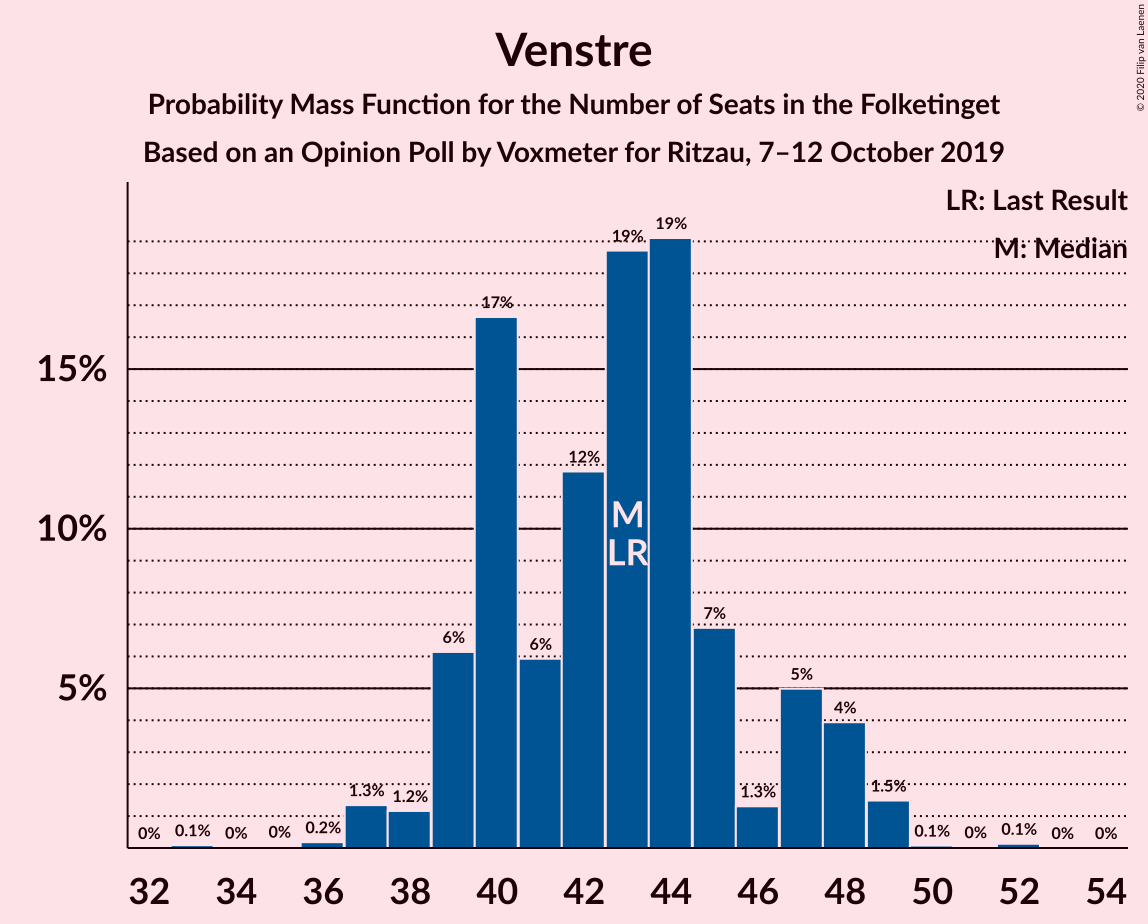 Venstre
Probability Mass Function for the Number of Seats in the Folketinget
Based on an Opinion Poll by Voxmeter for Ritzau, 7–12 October 2019
© 2020 Filip van Laenen
LR: Last Result
M: Median
15%
10%
5%
0%
0.1%
0%
0%
0.2%
1.3%
1.2%
6%
17%
6%
12%
19%
19%
7%
1.3%
5%
4%
1.5%
0.1%
0%
0.1%
0%
0%
M
LR
32 34 36 38 40 42 44 46 48 50 52 54